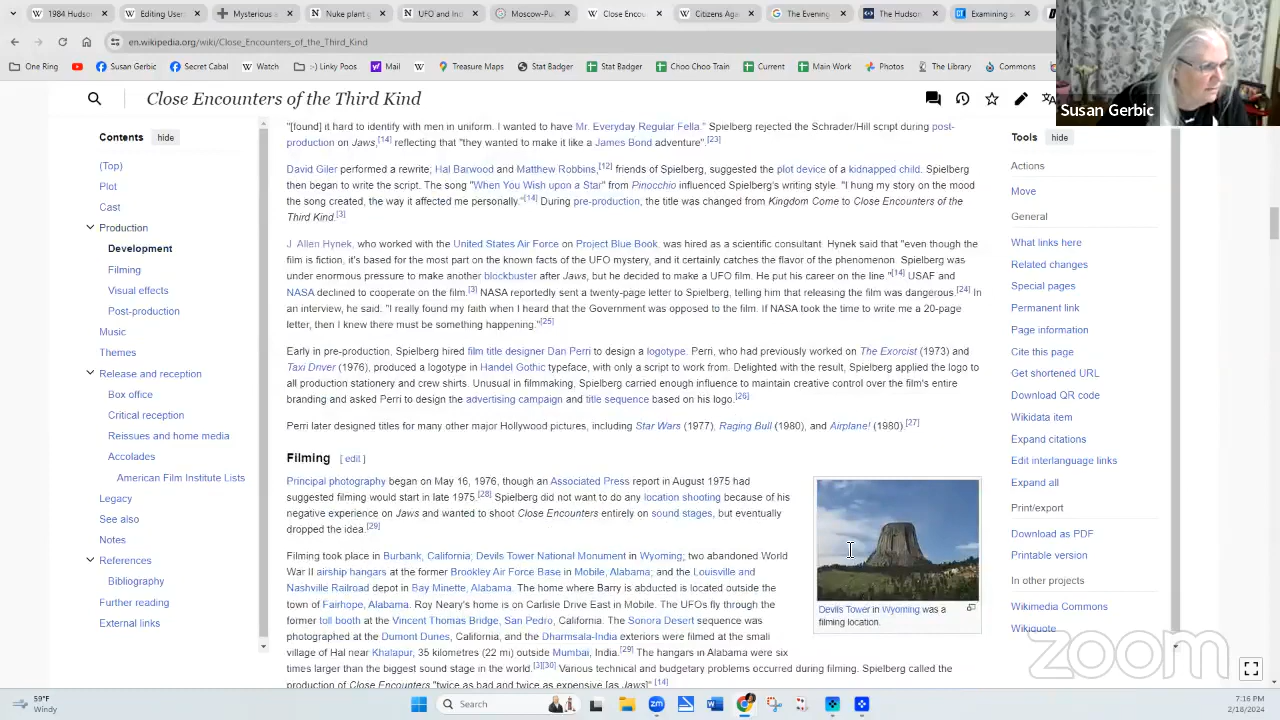 1984 Hudso
Editing User:
Mysterious
Nuke plant
UFO and Int
Moscow-Pu
Close Encou
Citizens Aga
The Evening
The Hudson
Examining s
en.wikipedia.org/wiki/Close_Encounters_of_the_Third_Kind
One Ring
Susan Gerbic
Secret Cabal
Watch
:-) Linky Pool
Mail
Treasure Maps
Stat Badger
Stat Badger
Choo Choo Train
Current
Main Work
Photos
The Library
Commons
Susan Gerbic
Close Encounters of the Third Kind
Contents hide
(Top)
Plot
Cast
Production
Development
Filming
Visual effects
Post-production
Music
Themes
Release and reception
Box office
Critical reception
Reissues and home media
Accolades
American Film Institute Lists
Legacy
See also
Notes
References
Bibliography
Further reading
External links
"[found] it hard to identify with men in uniform. I wanted to have Mr. Everyday Regular Fella." Spielberg rejected the Schrader/Hill script during post-
production on Jaws,[14] reflecting that "they wanted to make it like a James Bond adventure".[23]
David Giler performed a rewrite; Hal Barwood and Matthew Robbins,[12] friends of Spielberg, suggested the plot device of a kidnapped child. Spielberg
then began to write the script. The song "When You Wish upon a Star" from Pinocchio influenced Spielberg's writing style. "I hung my story on the mood
the song created, the way it affected me personally."[14] During pre-production, the title was changed from Kingdom Come to Close Encounters of the
Third Kind.[3]
J. Allen Hynek, who worked with the United States Air Force on Project Blue Book, was hired as a scientific consultant. Hynek said that "even though the
film is fiction, it's based for the most part on the known facts of the UFO mystery, and it certainly catches the flavor of the phenomenon. Spielberg was
under enormous pressure to make another blockbuster after Jaws, but he decided to make a UFO film. He put his career on the line."[14] USAF and
NASA declined to cooperate on the film.[3] NASA reportedly sent a twenty-page letter to Spielberg, telling him that releasing the film was dangerous.[24] In
an interview, he said. "I really found my faith when I heard that the Government was opposed to the film. If NASA took the time to write me a 20-page
letter, then I knew there must be something happening."[25]
Early in pre-production, Spielberg hired film title designer Dan Perri to design a logotype. Perri, who had previously worked on The Exorcist (1973) and
Taxi Driver (1976), produced a logotype in Handel Gothic typeface, with only a script to work from. Delighted with the result, Spielberg applied the logo to
all production stationery and crew shirts. Unusual in filmmaking, Spielberg carried enough influence to maintain creative control over the film's entire
branding and asked Perri to design the advertising campaign and title sequence based on his logo.[26]
Perri later designed titles for many other major Hollywood pictures, including Star Wars (1977), Raging Bull (1980), and Airplane! (1980).[27]
Filming [ edit ]
Principal photography began on May 16, 1976, though an Associated Press report in August 1975 had
suggested filming would start in late 1975.[28] Spielberg did not want to do any location shooting because of his
negative experience on Jaws and wanted to shoot Close Encounters entirely on sound stages, but eventually
dropped the idea.[29]
Filming took place in Burbank, California; Devils Tower National Monument in Wyoming; two abandoned World
War II airship hangars at the former Brookley Air Force Base in Mobile, Alabama; and the Louisville and
Nashville Railroad depot in Bay Minette, Alabama. The home where Barry is abducted is located outside the
town of Fairhope, Alabama. Roy Neary's home is on Carlisle Drive East in Mobile. The UFOs fly through the
former toll booth at the Vincent Thomas Bridge, San Pedro, California. The Sonora Desert sequence was
photographed at the Dumont Dunes, California, and the Dharmsala-India exteriors were filmed at the small
village of Hal near Khalapur, 35 kilometres (22 mi) outside Mumbai, India.[29] The hangars in Alabama were six
times larger than the biggest sound stage in the world.[3][30] Various technical and budgetary problems occurred during filming. Spielberg called the
production of Close Encounters "twice as bad and twice as expensive [as Jaws]".[14]
Devils Tower in Wyoming was a
filming location.
Tools hide
Actions
Move
General
What links here
Related changes
Special pages
Permanent link
Page information
Cite this page
Get shortened URL
Download QR code
Wikidata item
Expand citations
Edit interlanguage links
Expand all
Print/export
Download as PDF
Printable version
In other projects
Wikimedia Commons
Wikiquote
zoom
59°F
Windy
Search
7:16 PM
2/18/2024